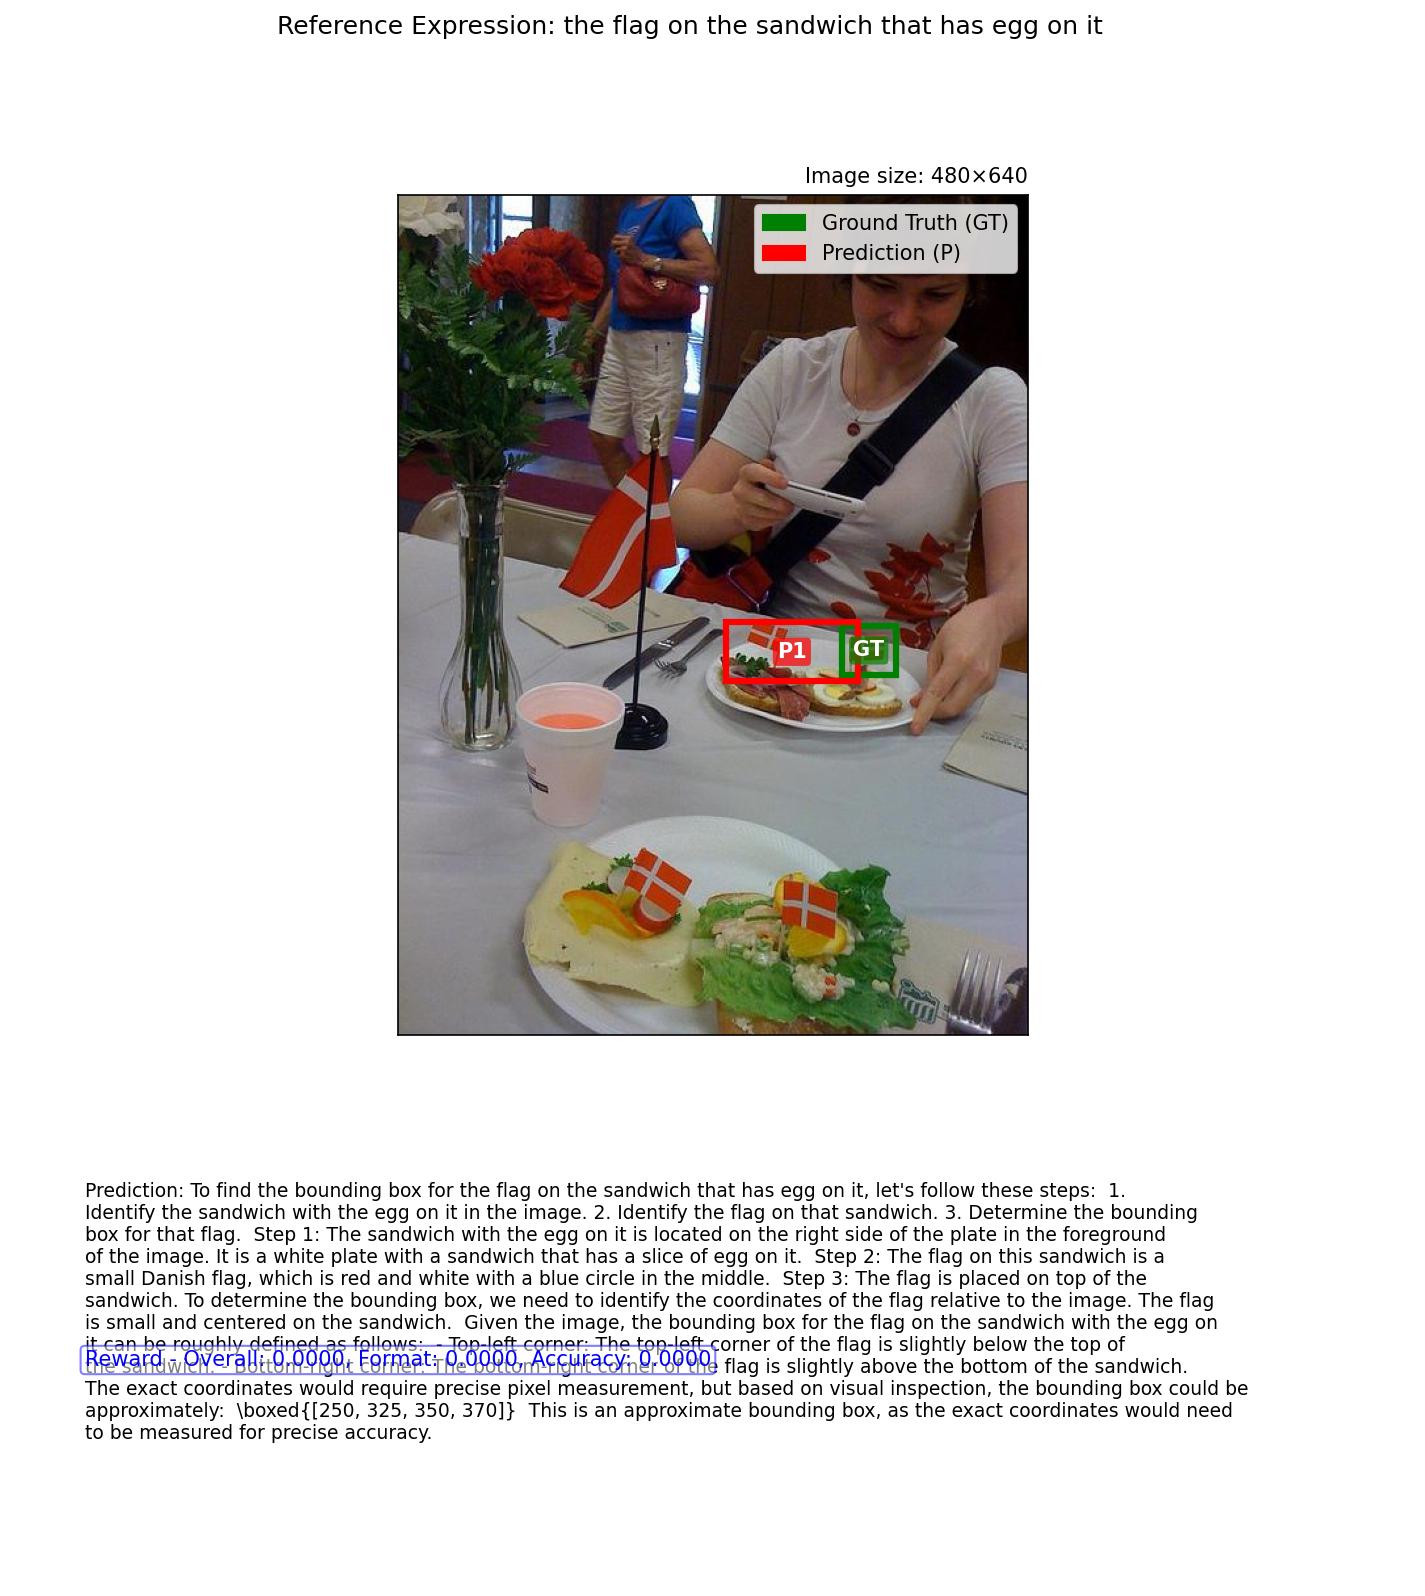 Reference Expression: the flag on the sandwich that has egg on it
Image size: 480×640
Ground Truth (GT)
Prediction (P)
P1
GT
Prediction: To find the bounding box for the flag on the sandwich that has egg on it, let's follow these steps:  1.
Identify the sandwich with the egg on it in the image. 2. Identify the flag on that sandwich. 3. Determine the bounding
box for that flag.  Step 1: The sandwich with the egg on it is located on the right side of the plate in the foreground
of the image. It is a white plate with a sandwich that has a slice of egg on it.  Step 2: The flag on this sandwich is a
small Danish flag, which is red and white with a blue circle in the middle.  Step 3: The flag is placed on top of the
sandwich. To determine the bounding box, we need to identify the coordinates of the flag relative to the image. The flag
is small and centered on the sandwich.  Given the image, the bounding box for the flag on the sandwich with the egg on
it can be roughly defined as follows:  - Top-left corner: The top-left corner of the flag is slightly below the top of
Reward - Overall: 0.0000, Format: 0.0000, Accuracy: 0.0000
the sandwich. - Bottom-right corner: The bottom-right corner of the flag is slightly above the bottom of the sandwich.
The exact coordinates would require precise pixel measurement, but based on visual inspection, the bounding box could be
approximately:  \boxed{[250, 325, 350, 370]}  This is an approximate bounding box, as the exact coordinates would need
to be measured for precise accuracy.